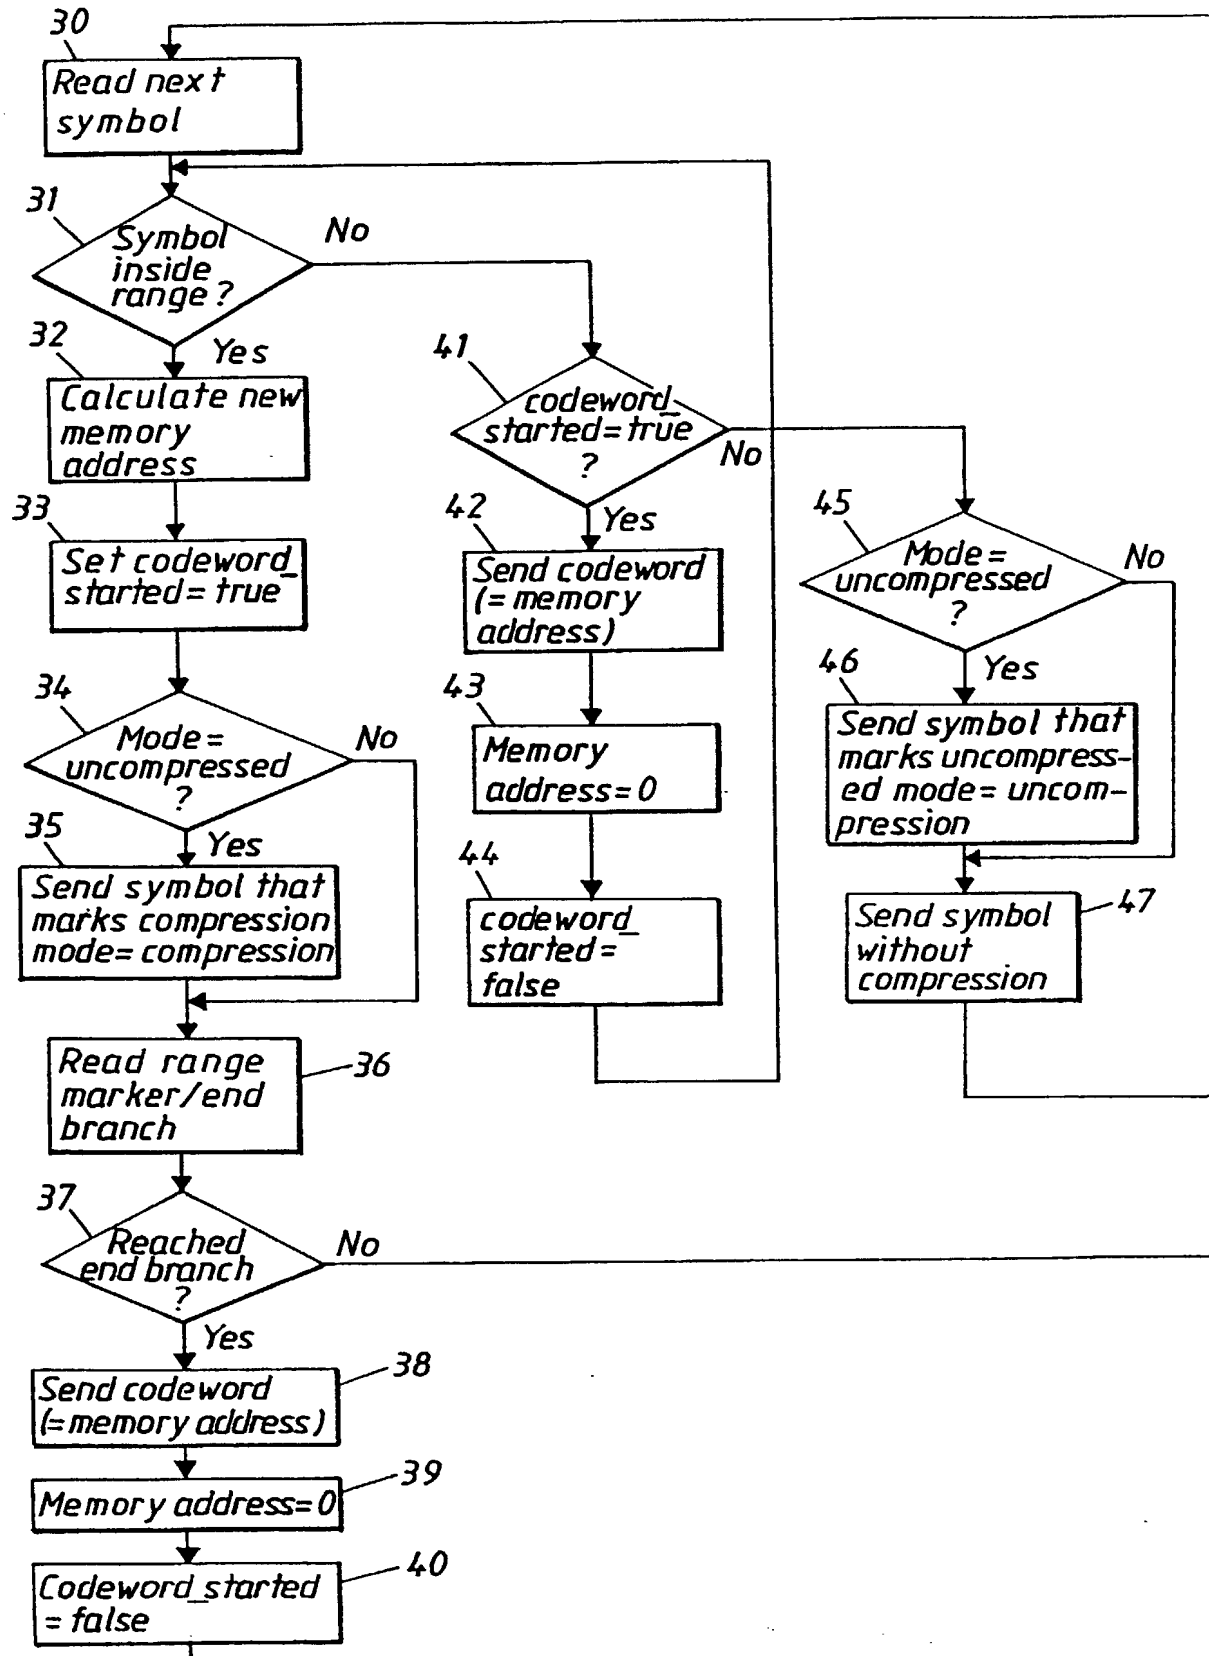 30
Read next
symbol
31
Symbol
inside
range?
No
Yes
32
Calculate new
memory
address
33
Set codeword_
started=true
34
Mode=
uncompressed
?
No
Yes
35
Send symbol that
marks compression
mode=compression
36
Read range
marker/end
branch
37
Reached
end branch
?
No
Yes
38
Send codeword
(=memory address)
39
Memory address=0
40
Codeword_started
=false
41
codeword_
started=true
?
No
Yes
42
Send codeword
(=memory
address)
43
Memory
address=0
44
codeword_
started=
false
45
Mode=
uncompressed
?
No
Yes
46
Send symbol that
marks uncompress-
ed mode=uncom-
pression
47
Send symbol
without
compression